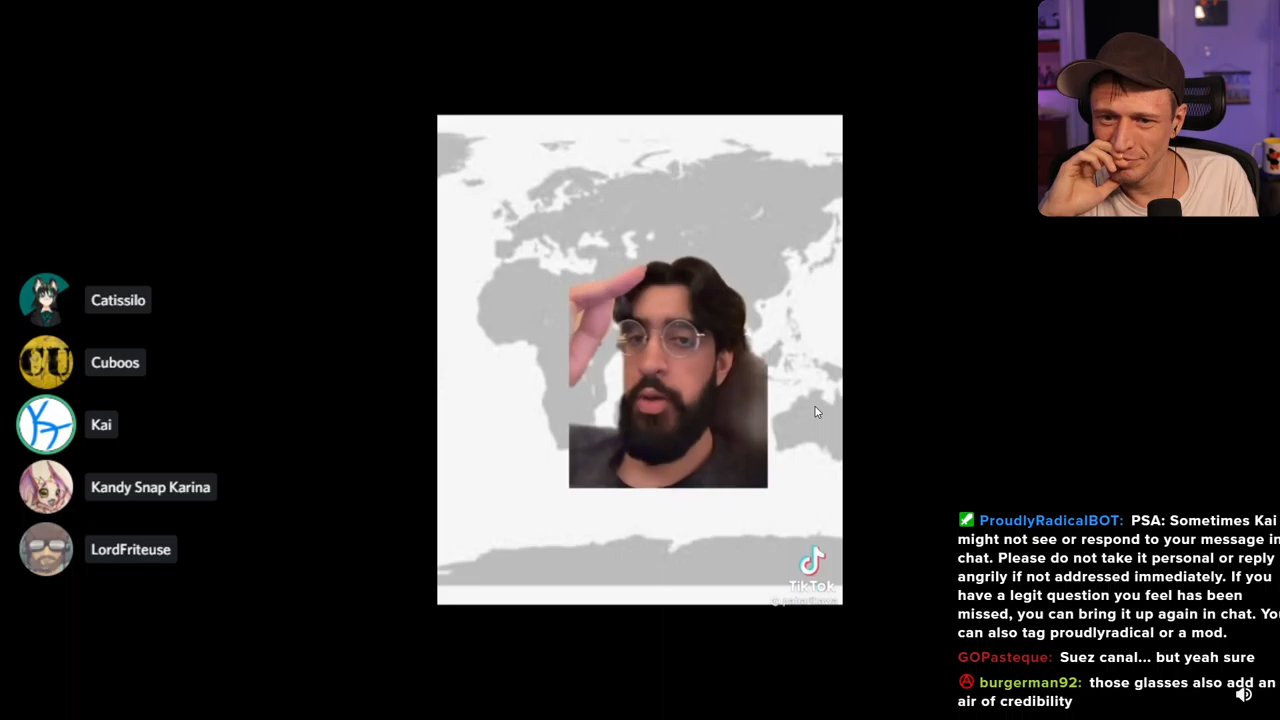 Catissilo
Cuboos
Kai
Kandy Snap Karina
LordFriteuse
TikTok
ProudlyRadicalBOT: PSA: Sometimes Kai
might not see or respond to your message in
chat. Please do not take it personal or reply
angrily if not addressed immediately. If you
have a legit question you feel has been
missed, you can bring it up again in chat. You
can also tag proudlyradical or a mod.
GOPasteque: Suez canal... but yeah sure
burgerman92: those glasses also add an
air of credibility